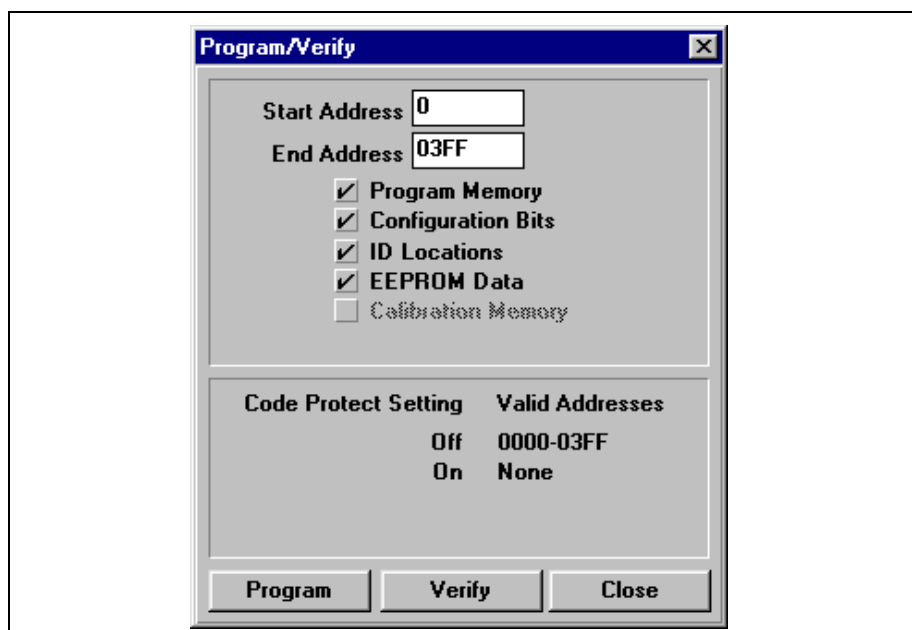 Program/Verify
Start Address 0
End Address 03FF
Program Memory
Configuration Bits
ID Locations
EEPROM Data
Calibration Memory
Code Protect Setting Valid Addresses
Off 0000-03FF
On None
Program Verify Close